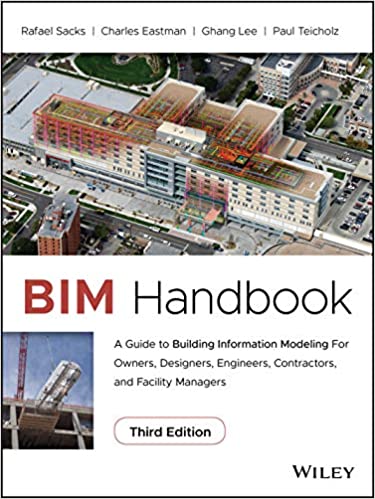 Rafael Sacks | Charles Eastman | Ghang Lee | Paul Teicholz
BIM Handbook
A Guide to Building Information Modeling For
Owners, Designers, Engineers, Contractors,
and Facility Managers
Third Edition
WILEY